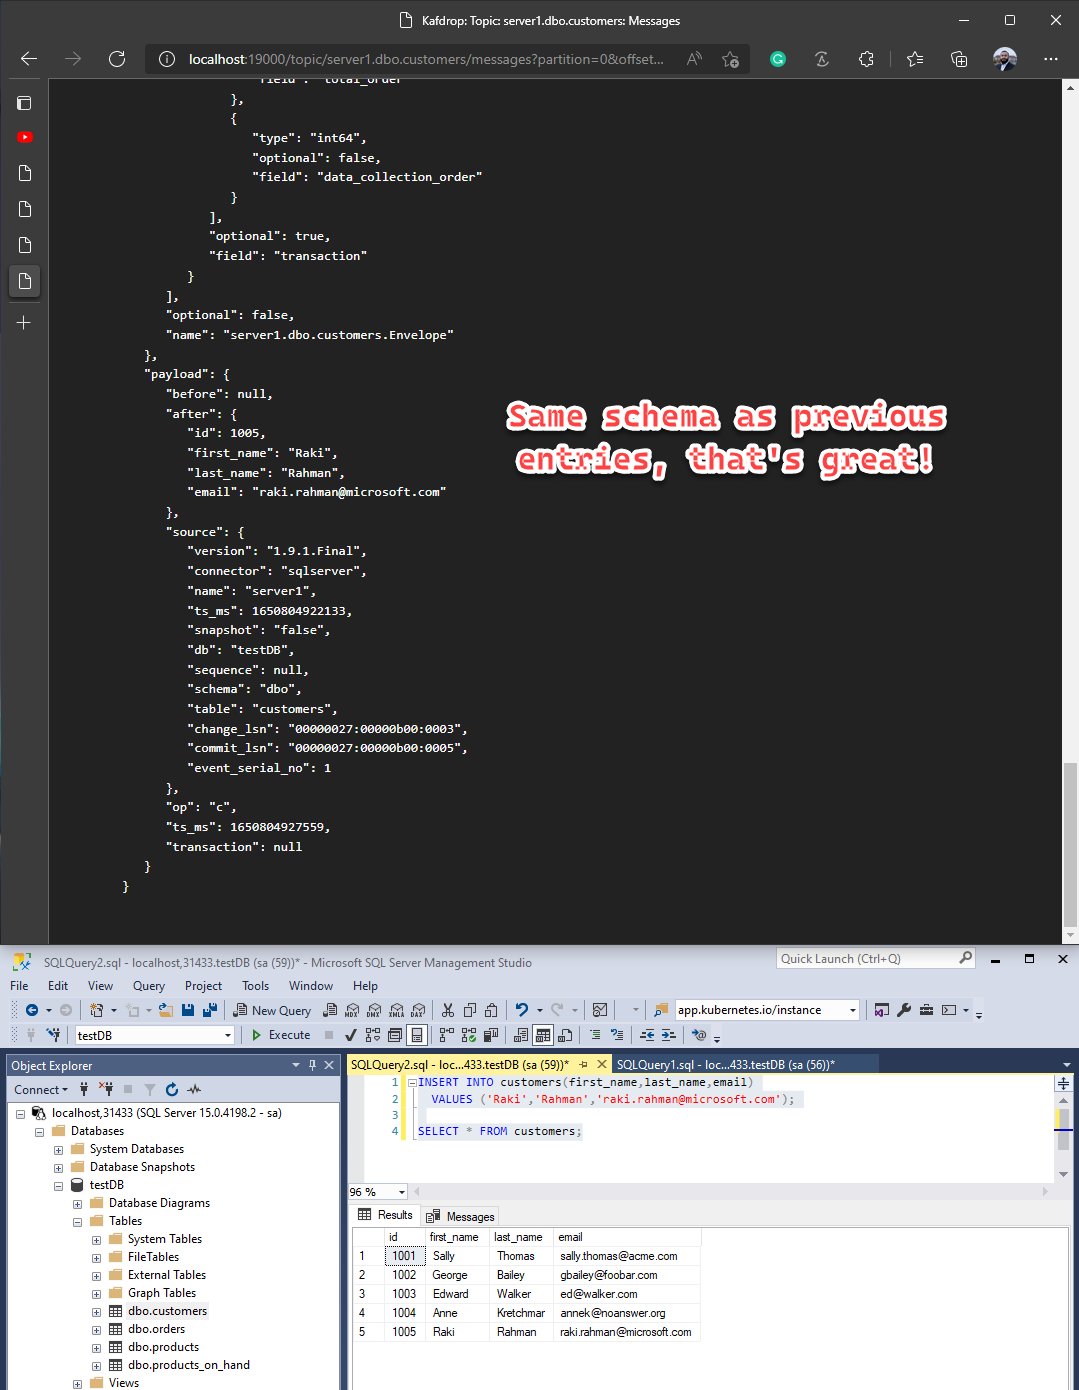 Kafdrop: Topic: server1.dbo.customers: Messages
localhost:19000/topic/server1.dbo.customers/messages?partition=0&offset...
"field": "total_order"
},
{
"type": "int64",
"optional": false,
"field": "data_collection_order"
}
],
"optional": true,
"field": "transaction"
}
],
"optional": false,
"name": "server1.dbo.customers.Envelope"
},
"payload": {
"before": null,
"after": {
"id": 1005,
"first_name": "Raki",
"last_name": "Rahman",
"email": "raki.rahman@microsoft.com"
},
"source": {
"version": "1.9.1.Final",
"connector": "sqlserver",
"name": "server1",
"ts_ms": 1650804922133,
"snapshot": "false",
"db": "testDB",
"sequence": null,
"schema": "dbo",
"table": "customers",
"change_lsn": "00000027:00000b00:0003",
"commit_lsn": "00000027:00000b00:0005",
"event_serial_no": 1
},
"op": "c",
"ts_ms": 1650804927559,
"transaction": null
}
}
Same schema as previous
entries, that's great!
SQLQuery2.sql - localhost,31433.testDB (sa (59))* - Microsoft SQL Server Management Studio
Quick Launch (Ctrl+Q)
File Edit View Query Project Tools Window Help
New Query MDX DMX XMLA DAX app.kubernetes.io/instance
testDB Execute
Object Explorer
Connect
localhost,31433 (SQL Server 15.0.4198.2 - sa)
Databases
System Databases
Database Snapshots
testDB
Database Diagrams
Tables
System Tables
FileTables
External Tables
Graph Tables
dbo.customers
dbo.orders
dbo.products
dbo.products_on_hand
Views
SQLQuery2.sql - loc...433.testDB (sa (59))* SQLQuery1.sql - loc...433.testDB (sa (56))*
1 INSERT INTO customers(first_name,last_name,email)
2 VALUES ('Raki','Rahman','raki.rahman@microsoft.com');
3
4 SELECT * FROM customers;
96 %
Results Messages
id first_name last_name email
1 1001 Sally Thomas sally.thomas@acme.com
2 1002 George Bailey gbailey@foobar.com
3 1003 Edward Walker ed@walker.com
4 1004 Anne Kretchmar annek@noanswer.org
5 1005 Raki Rahman raki.rahman@microsoft.com